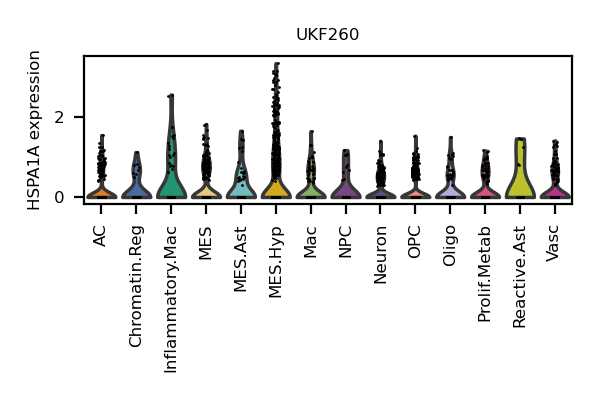 UKF260
HSPA1A expression
2
0
AC
Chromatin.Reg
Inflammatory.Mac
MES
MES.Ast
MES.Hyp
Mac
NPC
Neuron
OPC
Oligo
Prolif.Metab
Reactive.Ast
Vasc